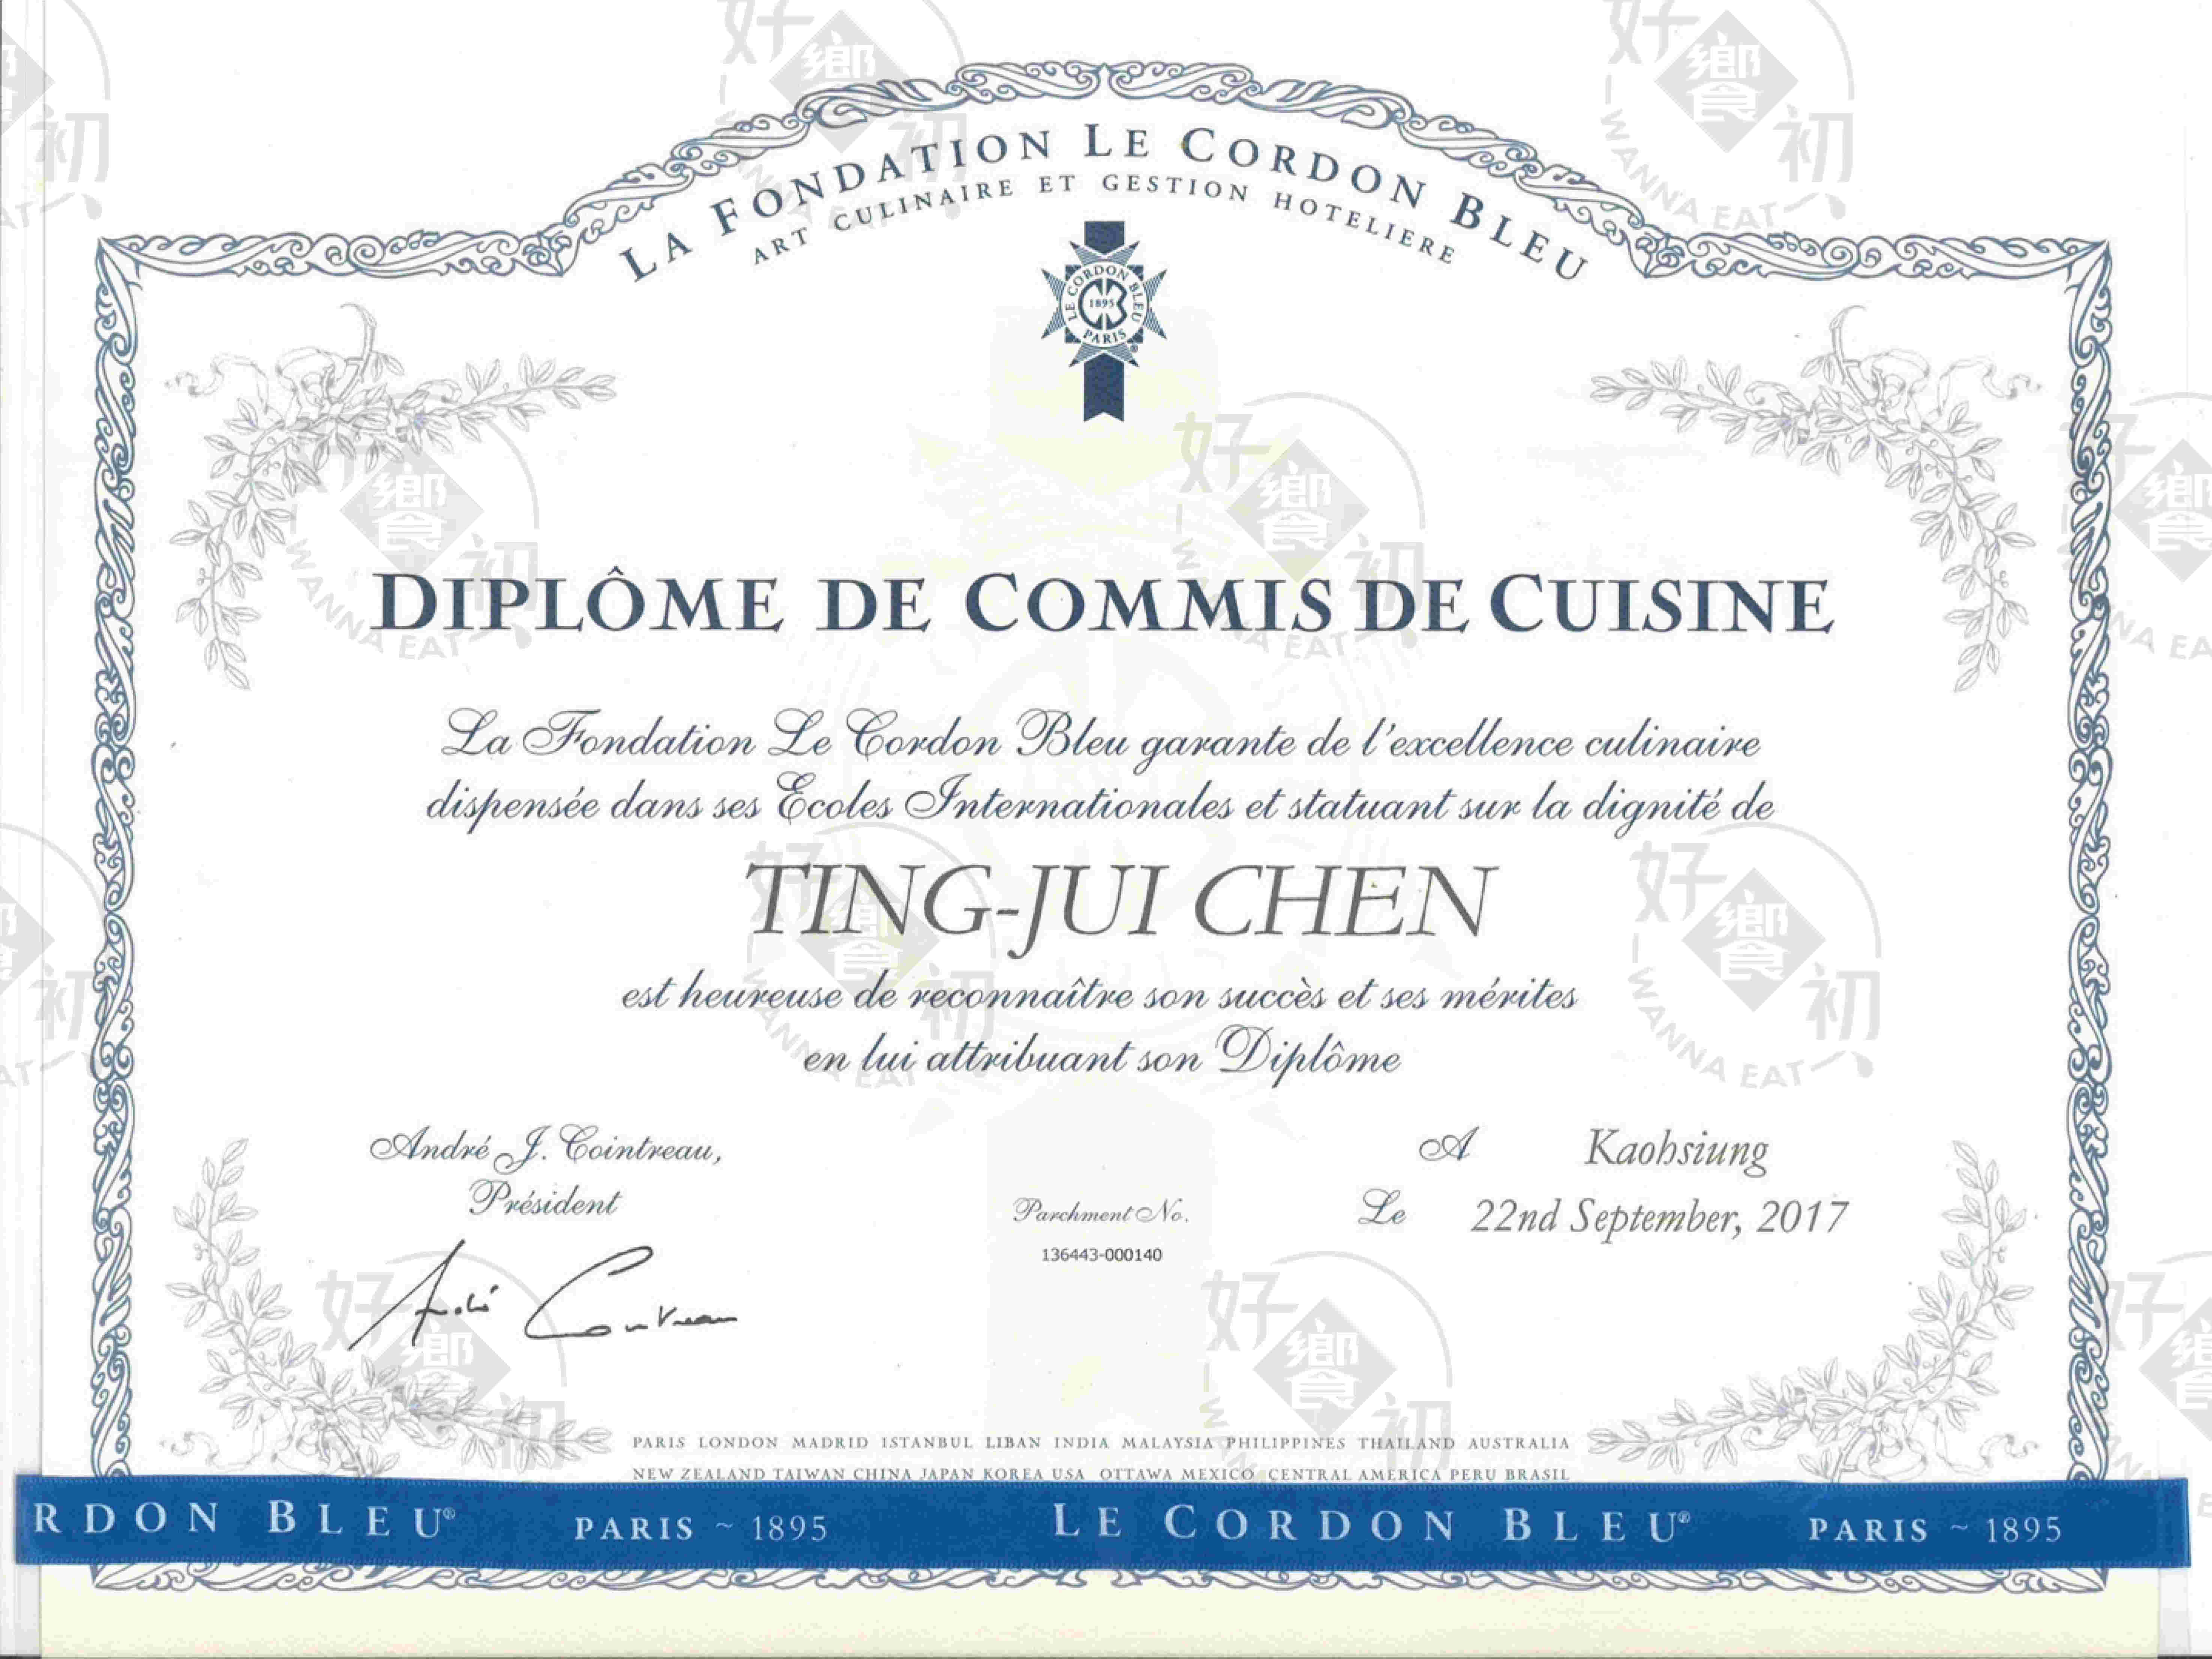 LA FONDATION LE CORDON BLEU
ART CULINAIRE ET GESTION HOTELIERE
LE CORDON BLEU
1895
PARIS®
DIPLÔME DE COMMIS DE CUISINE
La Fondation Le Cordon Bleu garante de l'excellence culinaire
dispensée dans ses Écoles Internationales et statuant sur la dignité de
TING-JUI CHEN
est heureuse de reconnaître son succès et ses mérites
en lui attribuant son Diplôme
André J. Cointreau,
Président
André Cointreau
Parchment No.
136443-000140
A Kaohsiung
Le 22nd September, 2017
PARIS LONDON MADRID ISTANBUL LIBAN INDIA MALAYSIA PHILIPPINES THAILAND AUSTRALIA
NEW ZEALAND TAIWAN CHINA JAPAN KOREA USA OTTAWA MEXICO CENTRAL AMERICA PERU BRASIL
RDON BLEU® PARIS ~ 1895 LE CORDON BLEU® PARIS ~ 1895
好饗初
WANNA EAT